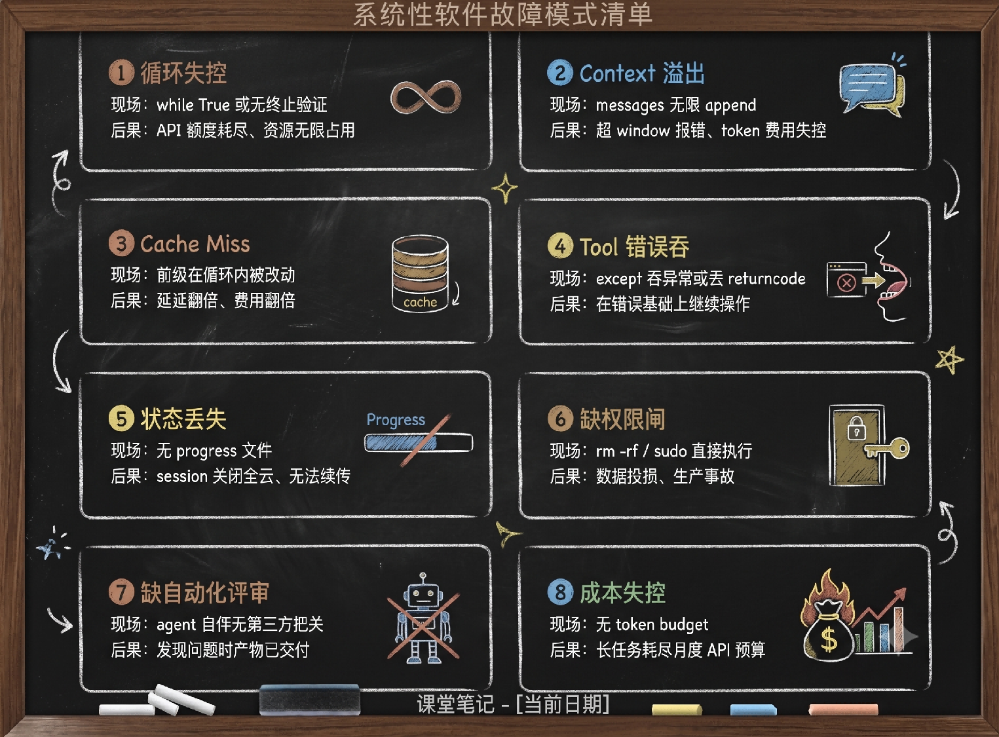 系统性软件故障模式清单
1 循环失控
现场：while True 或无终止验证
后果：API 额度耗尽、资源无限占用
2 Context 溢出
现场：messages 无限 append
后果：超 window 报错、token 费用失控
3 Cache Miss
现场：前级在循环内被改动
后果：延迟翻倍、费用翻倍
cache
4 Tool 错误吞
现场：except 吞异常或丢 returncode
后果：在错误基础上继续操作
5 状态丢失
现场：无 progress 文件
后果：session 关闭全云、无法续传
Progress
6 缺权限闸
现场：rm -rf / sudo 直接执行
后果：数据投损、生产事故
7 缺自动化评审
现场：agent 自伴无第三方把关
后果：发现问题时产物已交付
8 成本失控
现场：无 token budget
后果：长任务耗尽月度 API 预算
$
课堂笔记 - [当前日期]